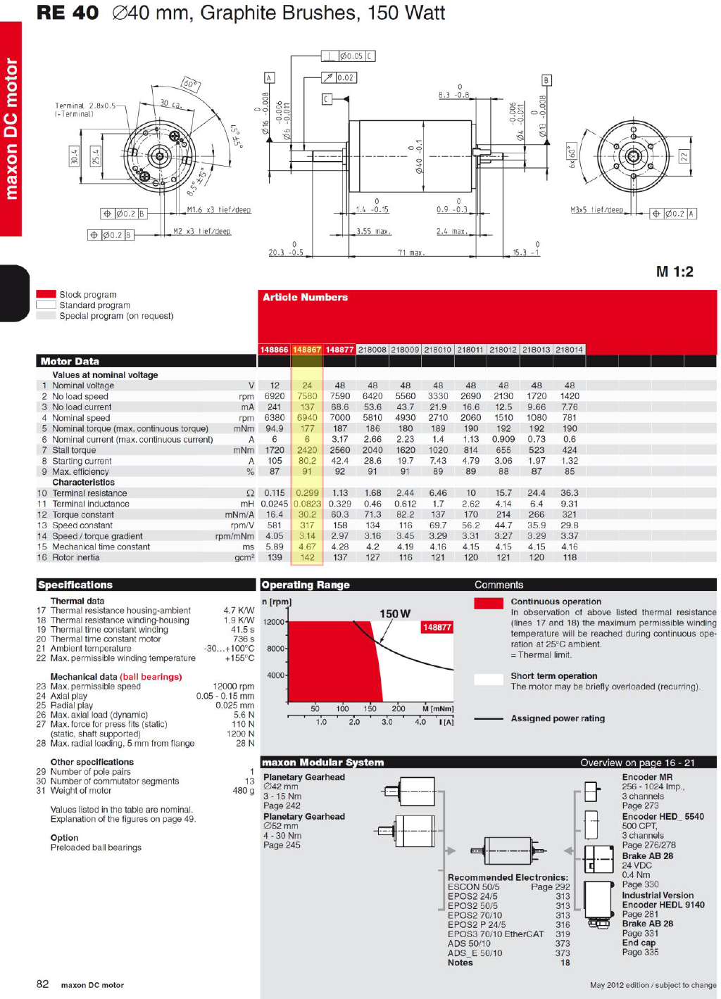 RE 40 Ø40 mm, Graphite Brushes, 150 Watt
maxon DC motor
Terminal 2.8x0.5
(+Terminal)
30 ca.
60°
45° ±5°
8.5° ±15°
30.4
25.4
⌖ Ø0.2 B
M1.6 x3 tief/deep
⌖ Ø0.2 B
M2 x3 tief/deep
⊥ Ø0.05 C
↗ 0.02
A
B
C
Ø16 0 -0.008
Ø6 -0.006 -0.011
Ø40 0 -0.1
8.3 0 -0.8
Ø4 -0.006 -0.011
Ø13 0 -0.008
1.4 0 -0.15
0.9 0 -0.3
3.55 max.
2.4 max.
20.3 0 -0.5
71 max.
15.3 0 -1
6x60°
22
M3x5 tief/deep
⌖ Ø0.2 A
M 1:2
Stock program
Standard program
Special program (on request)
Article Numbers
148866 148867 148877 218008 218009 218010 218011 218012 218013 218014
Motor Data
Values at nominal voltage
1 Nominal voltage V 12 24 48 48 48 48 48 48 48 48
2 No load speed rpm 6920 7580 7590 6420 5560 3330 2690 2130 1720 1420
3 No load current mA 241 137 68.6 53.6 43.7 21.9 16.6 12.5 9.66 7.76
4 Nominal speed rpm 6380 6940 7000 5810 4930 2710 2060 1510 1080 781
5 Nominal torque (max. continuous torque) mNm 94.9 177 187 186 180 189 190 192 192 190
6 Nominal current (max. continuous current) A 6 6 3.17 2.66 2.23 1.4 1.13 0.909 0.73 0.6
7 Stall torque mNm 1720 2420 2560 2040 1620 1020 814 655 523 424
8 Starting current A 105 80.2 42.4 28.6 19.7 7.43 4.79 3.06 1.97 1.32
9 Max. efficiency % 87 91 92 91 91 89 89 88 87 85
Characteristics
10 Terminal resistance Ω 0.115 0.299 1.13 1.68 2.44 6.46 10 15.7 24.4 36.3
11 Terminal inductance mH 0.0245 0.0823 0.329 0.46 0.612 1.7 2.62 4.14 6.4 9.31
12 Torque constant mNm/A 16.4 30.2 60.3 71.3 82.2 137 170 214 266 321
13 Speed constant rpm/V 581 317 158 134 116 69.7 56.2 44.7 35.9 29.8
14 Speed / torque gradient rpm/mNm 4.05 3.14 2.97 3.16 3.45 3.29 3.31 3.27 3.29 3.37
15 Mechanical time constant ms 5.89 4.67 4.28 4.2 4.19 4.16 4.15 4.15 4.15 4.16
16 Rotor inertia gcm² 139 142 137 127 116 121 120 121 120 118
Specifications
Thermal data
17 Thermal resistance housing-ambient 4.7 K/W
18 Thermal resistance winding-housing 1.9 K/W
19 Thermal time constant winding 41.5 s
20 Thermal time constant motor 736 s
21 Ambient temperature -30...+100°C
22 Max. permissible winding temperature +155°C
Mechanical data (ball bearings)
23 Max. permissible speed 12000 rpm
24 Axial play 0.05 - 0.15 mm
25 Radial play 0.025 mm
26 Max. axial load (dynamic) 5.6 N
27 Max. force for press fits (static) 110 N
(static, shaft supported) 1200 N
28 Max. radial loading, 5 mm from flange 28 N
Other specifications
29 Number of pole pairs 1
30 Number of commutator segments 13
31 Weight of motor 480 g
Values listed in the table are nominal.
Explanation of the figures on page 49.
Option
Preloaded ball bearings
Operating Range
n [rpm]
12000
8000
4000
150 W
148877
50 100 150 200 M [mNm]
1.0 2.0 3.0 4.0 I [A]
Comments
Continuous operation
In observation of above listed thermal resistance
(lines 17 and 18) the maximum permissible winding
temperature will be reached during continuous ope-
ration at 25°C ambient.
= Thermal limit.
Short term operation
The motor may be briefly overloaded (recurring).
Assigned power rating
maxon Modular System
Overview on page 16 - 21
Planetary Gearhead
Ø42 mm
3 - 15 Nm
Page 242
Planetary Gearhead
Ø52 mm
4 - 30 Nm
Page 245
Recommended Electronics:
ESCON 50/5 Page 292
EPOS2 24/5 313
EPOS2 50/5 313
EPOS2 70/10 313
EPOS2 P 24/5 316
EPOS3 70/10 EtherCAT 319
ADS 50/10 373
ADS_E 50/10 373
Notes 18
Encoder MR
256 - 1024 Imp.,
3 channels
Page 273
Encoder HED_ 5540
500 CPT,
3 channels
Page 276/278
Brake AB 28
24 VDC
0.4 Nm
Page 330
Industrial Version
Encoder HEDL 9140
Page 281
Brake AB 28
Page 331
End cap
Page 335
82 maxon DC motor
May 2012 edition / subject to change